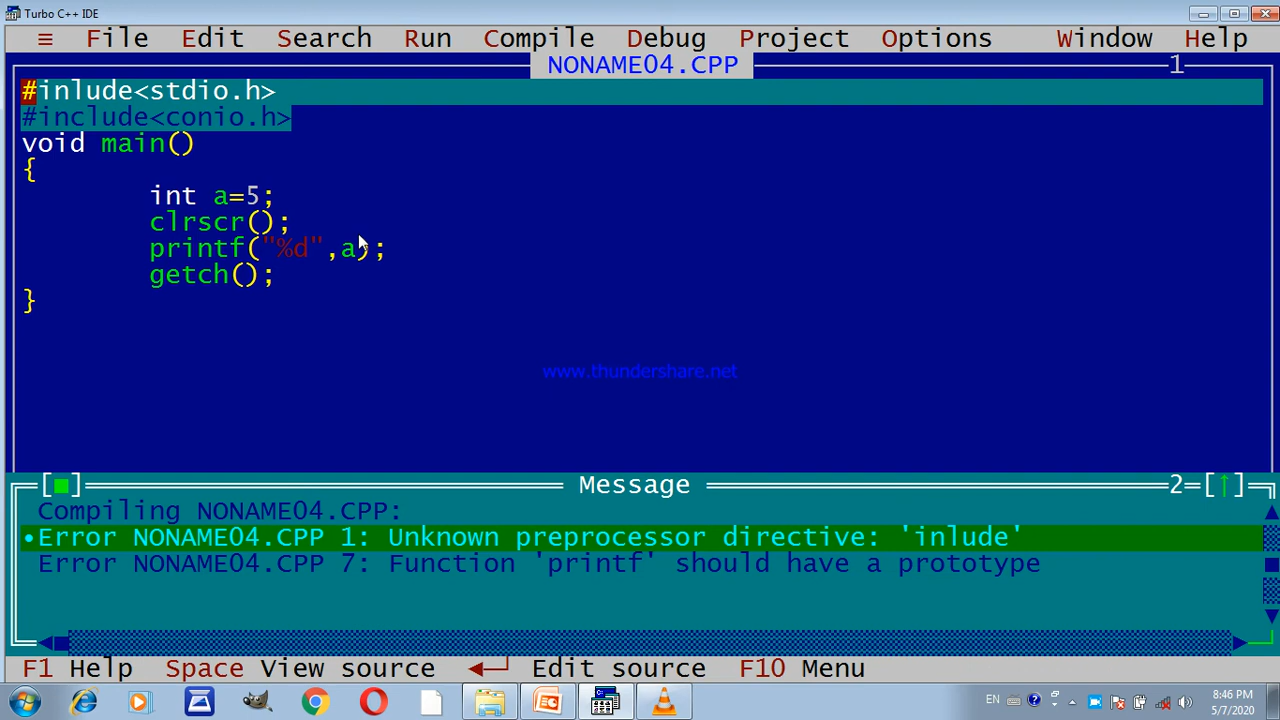 Turbo C++ IDE
≡ File Edit Search Run Compile Debug Project Options Window Help
NONAME04.CPP 1
#inlude<stdio.h>
#include<conio.h>
void main()
{
int a=5;
clrscr();
printf("%d",a);
getch();
}
www.thundershare.net
Message 2=[↑]
Compiling NONAME04.CPP:
•Error NONAME04.CPP 1: Unknown preprocessor directive: 'inlude'
Error NONAME04.CPP 7: Function 'printf' should have a prototype
F1 Help Space View source ◄─┘ Edit source F10 Menu
EN
8:46 PM
5/7/2020